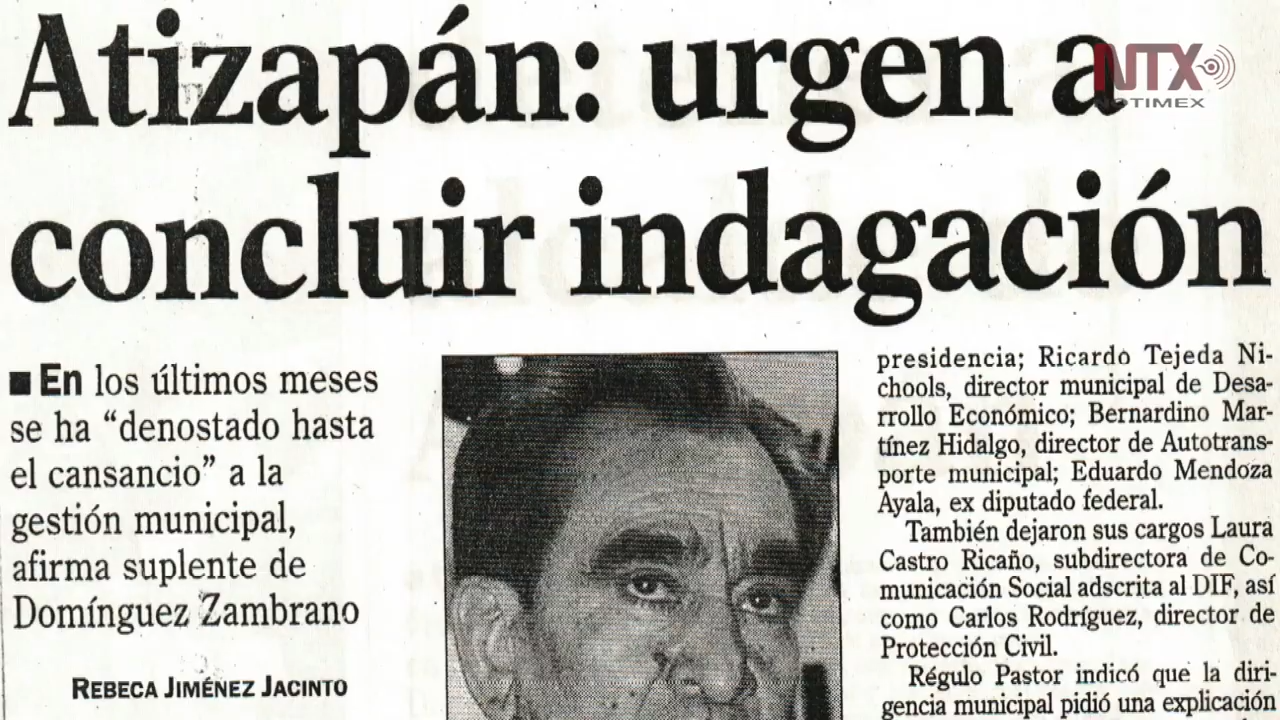 Atizapán: urgen a
concluir indagación
NTX
NOTIMEX
■ En los últimos meses
se ha “denostado hasta
el cansancio” a la
gestión municipal,
afirma suplente de
Domínguez Zambrano
REBECA JIMÉNEZ JACINTO
presidencia; Ricardo Tejeda Ni-
chools, director municipal de Desa-
rrollo Económico; Bernardino Mar-
tínez Hidalgo, director de Autotrans-
porte municipal; Eduardo Mendoza
Ayala, ex diputado federal.
También dejaron sus cargos Laura
Castro Ricaño, subdirectora de Co-
municación Social adscrita al DIF, así
como Carlos Rodríguez, director de
Protección Civil.
Régulo Pastor indicó que la diri-
gencia municipal pidió una explicación